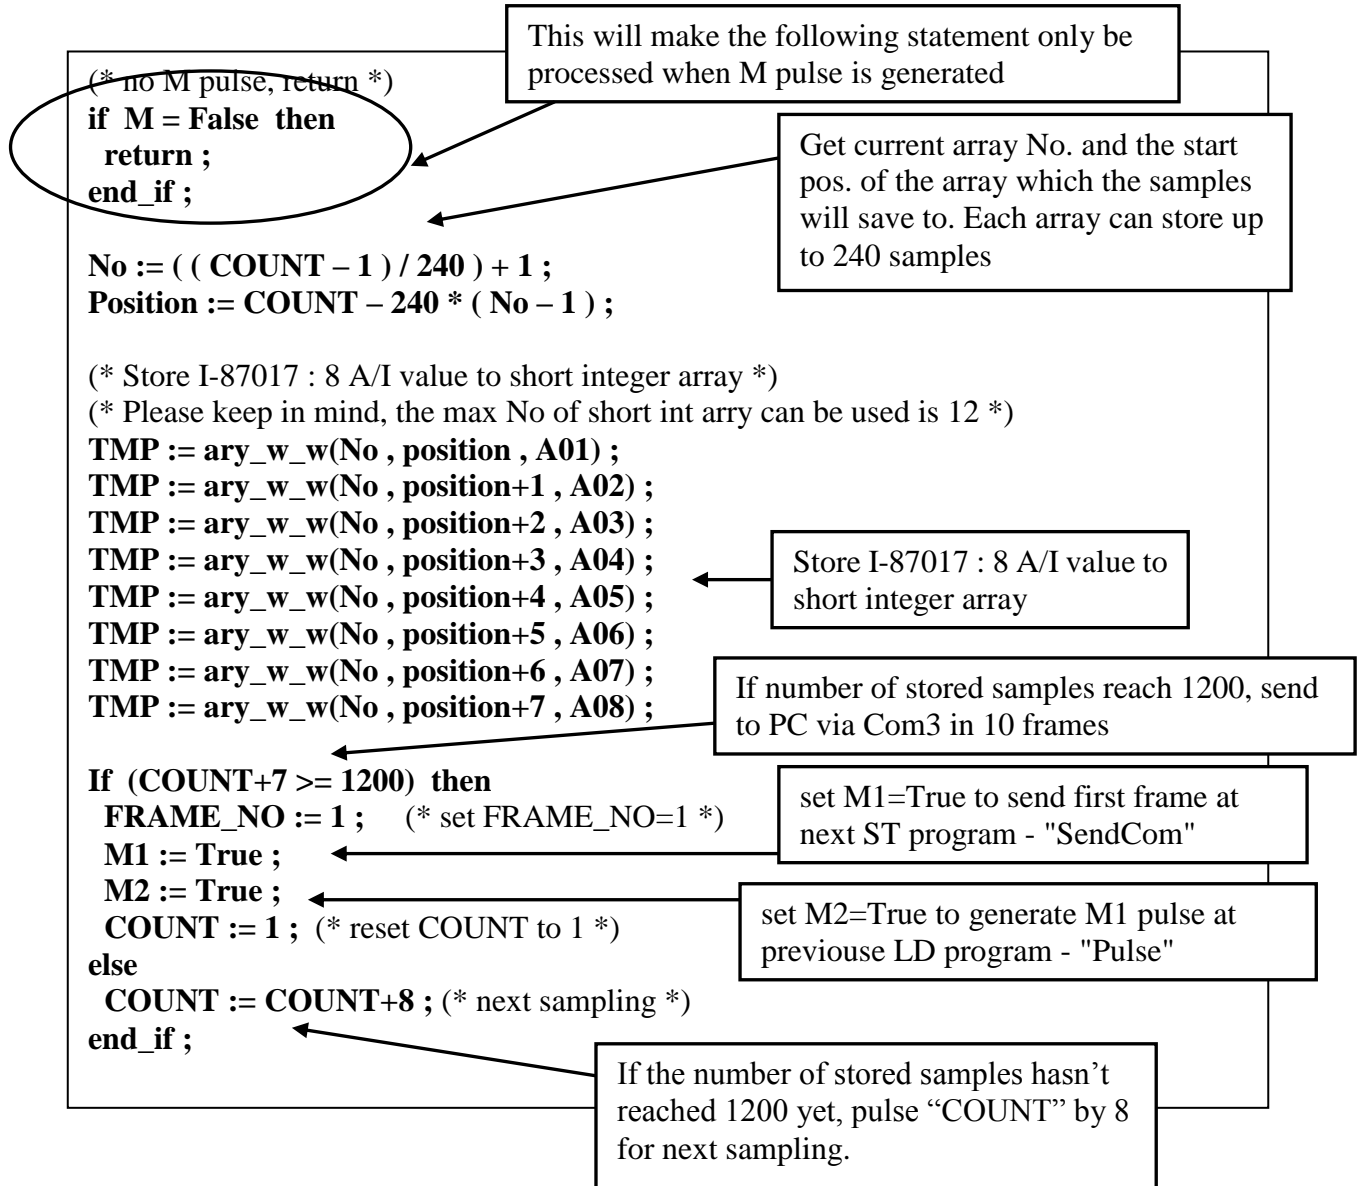 This will make the following statement only be
processed when M pulse is generated
(* no M pulse, return *)
if M = False then
return ;
end_if ;
Get current array No. and the start
pos. of the array which the samples
will save to. Each array can store up
to 240 samples
No := ( ( COUNT – 1 ) / 240 ) + 1 ;
Position := COUNT – 240 * ( No – 1 ) ;
(* Store I-87017 : 8 A/I value to short integer array *)
(* Please keep in mind, the max No of short int arry can be used is 12 *)
TMP := ary_w_w(No , position , A01) ;
TMP := ary_w_w(No , position+1 , A02) ;
TMP := ary_w_w(No , position+2 , A03) ;
TMP := ary_w_w(No , position+3 , A04) ;
TMP := ary_w_w(No , position+4 , A05) ;
TMP := ary_w_w(No , position+5 , A06) ;
TMP := ary_w_w(No , position+6 , A07) ;
TMP := ary_w_w(No , position+7 , A08) ;
Store I-87017 : 8 A/I value to
short integer array
If number of stored samples reach 1200, send
to PC via Com3 in 10 frames
If (COUNT+7 >= 1200) then
FRAME_NO := 1 ; (* set FRAME_NO=1 *)
M1 := True ;
M2 := True ;
COUNT := 1 ; (* reset COUNT to 1 *)
else
COUNT := COUNT+8 ; (* next sampling *)
end_if ;
set M1=True to send first frame at
next ST program - "SendCom"
set M2=True to generate M1 pulse at
previouse LD program - "Pulse"
If the number of stored samples hasn’t
reached 1200 yet, pulse “COUNT” by 8
for next sampling.